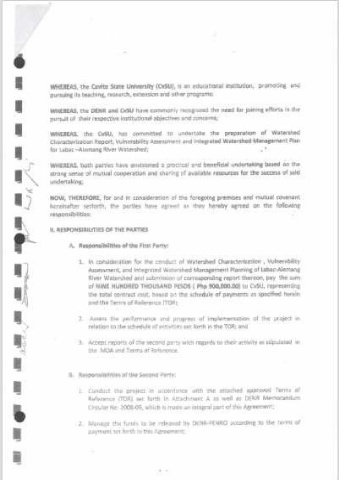 WHEREAS, the Cavite State University (CvSU), is an educational institution, promoting and
pursuing its teaching, research, extension and other programs;
WHEREAS, the DENR and CvSU have commonly recognized the need for joining efforts in the
pursuit of their respective institutional objectives and concerns;
WHEREAS, the CvSU, has committed to undertake the preparation of Watershed
Characterization Report, Vulnerability Assessment and Integrated Watershed Management Plan
for Labac-Alemang River Watershed;
WHEREAS, both parties have envisioned a practical and beneficial undertaking based on the
strong sense of mutual cooperation and sharing of available resources for the success of said
undertaking;
NOW, THEREFORE, for and in consideration of the foregoing premises and mutual covenant
hereinafter setforth, the parties have agreed as they hereby agreed on the following
responsibilities:
II. RESPONSIBILITIES OF THE PARTIES
A. Responsibilities of the First Party:
1. In consideration for the conduct of Watershed Characterization, Vulnerability
Assessment, and Integrated Watershed Management Planning of Labac-Alemang
River Watershed and submission of corresponding report thereon, pay the sum
of NINE HUNDRED THOUSAND PESOS ( Php 900,000.00) to CvSU, representing
the total contract cost, based on the schedule of payments as specified herein
and the Terms of Reference (TOR);
2. Assess the performance and progress of implementation of the project in
relation to the schedule of activities set forth in the TOR; and
3. Accept reports of the second party with regards to their activity as stipulated in
the MOA and Terms of Reference.
B. Responsibilities of the Second Party:
1. Conduct the project in accordance with the attached approved Terms of
Reference (TOR) set forth in Attachment A as well as DENR Memorandum
Circular No. 2008-05, which is made an integral part of this Agreement;
2. Manage the funds to be released by DENR-PENRO according to the terms of
payment set forth in this Agreement;